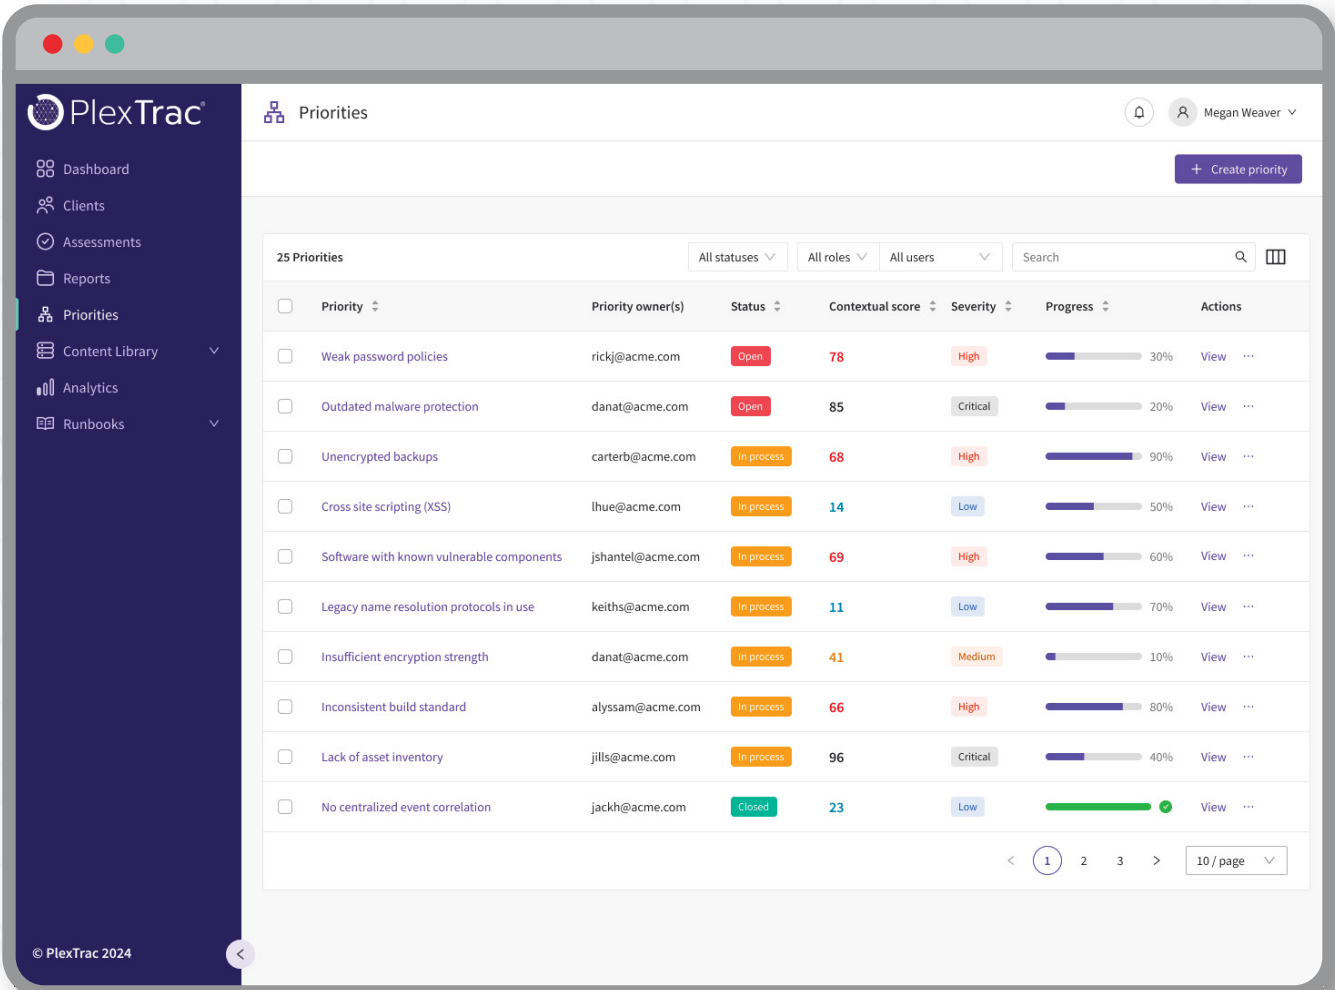 PlexTrac®
Priorities
Megan Weaver
Dashboard
Clients
Assessments
Reports
Priorities
Content Library
Analytics
Runbooks
+ Create priority
25 Priorities All statuses All roles All users Search
Priority Priority owner(s) Status Contextual score Severity Progress Actions
Weak password policies rickj@acme.com Open 78 High 30% View ...
Outdated malware protection danat@acme.com Open 85 Critical 20% View ...
Unencrypted backups carterb@acme.com In process 68 High 90% View ...
Cross site scripting (XSS) lhue@acme.com In process 14 Low 50% View ...
Software with known vulnerable components jshantel@acme.com In process 69 High 60% View ...
Legacy name resolution protocols in use keiths@acme.com In process 11 Low 70% View ...
Insufficient encryption strength danat@acme.com In process 41 Medium 10% View ...
Inconsistent build standard alyssam@acme.com In process 66 High 80% View ...
Lack of asset inventory jills@acme.com In process 96 Critical 40% View ...
No centralized event correlation jackh@acme.com Closed 23 Low View ...
< 1 2 3 > 10 / page
© PlexTrac 2024 <